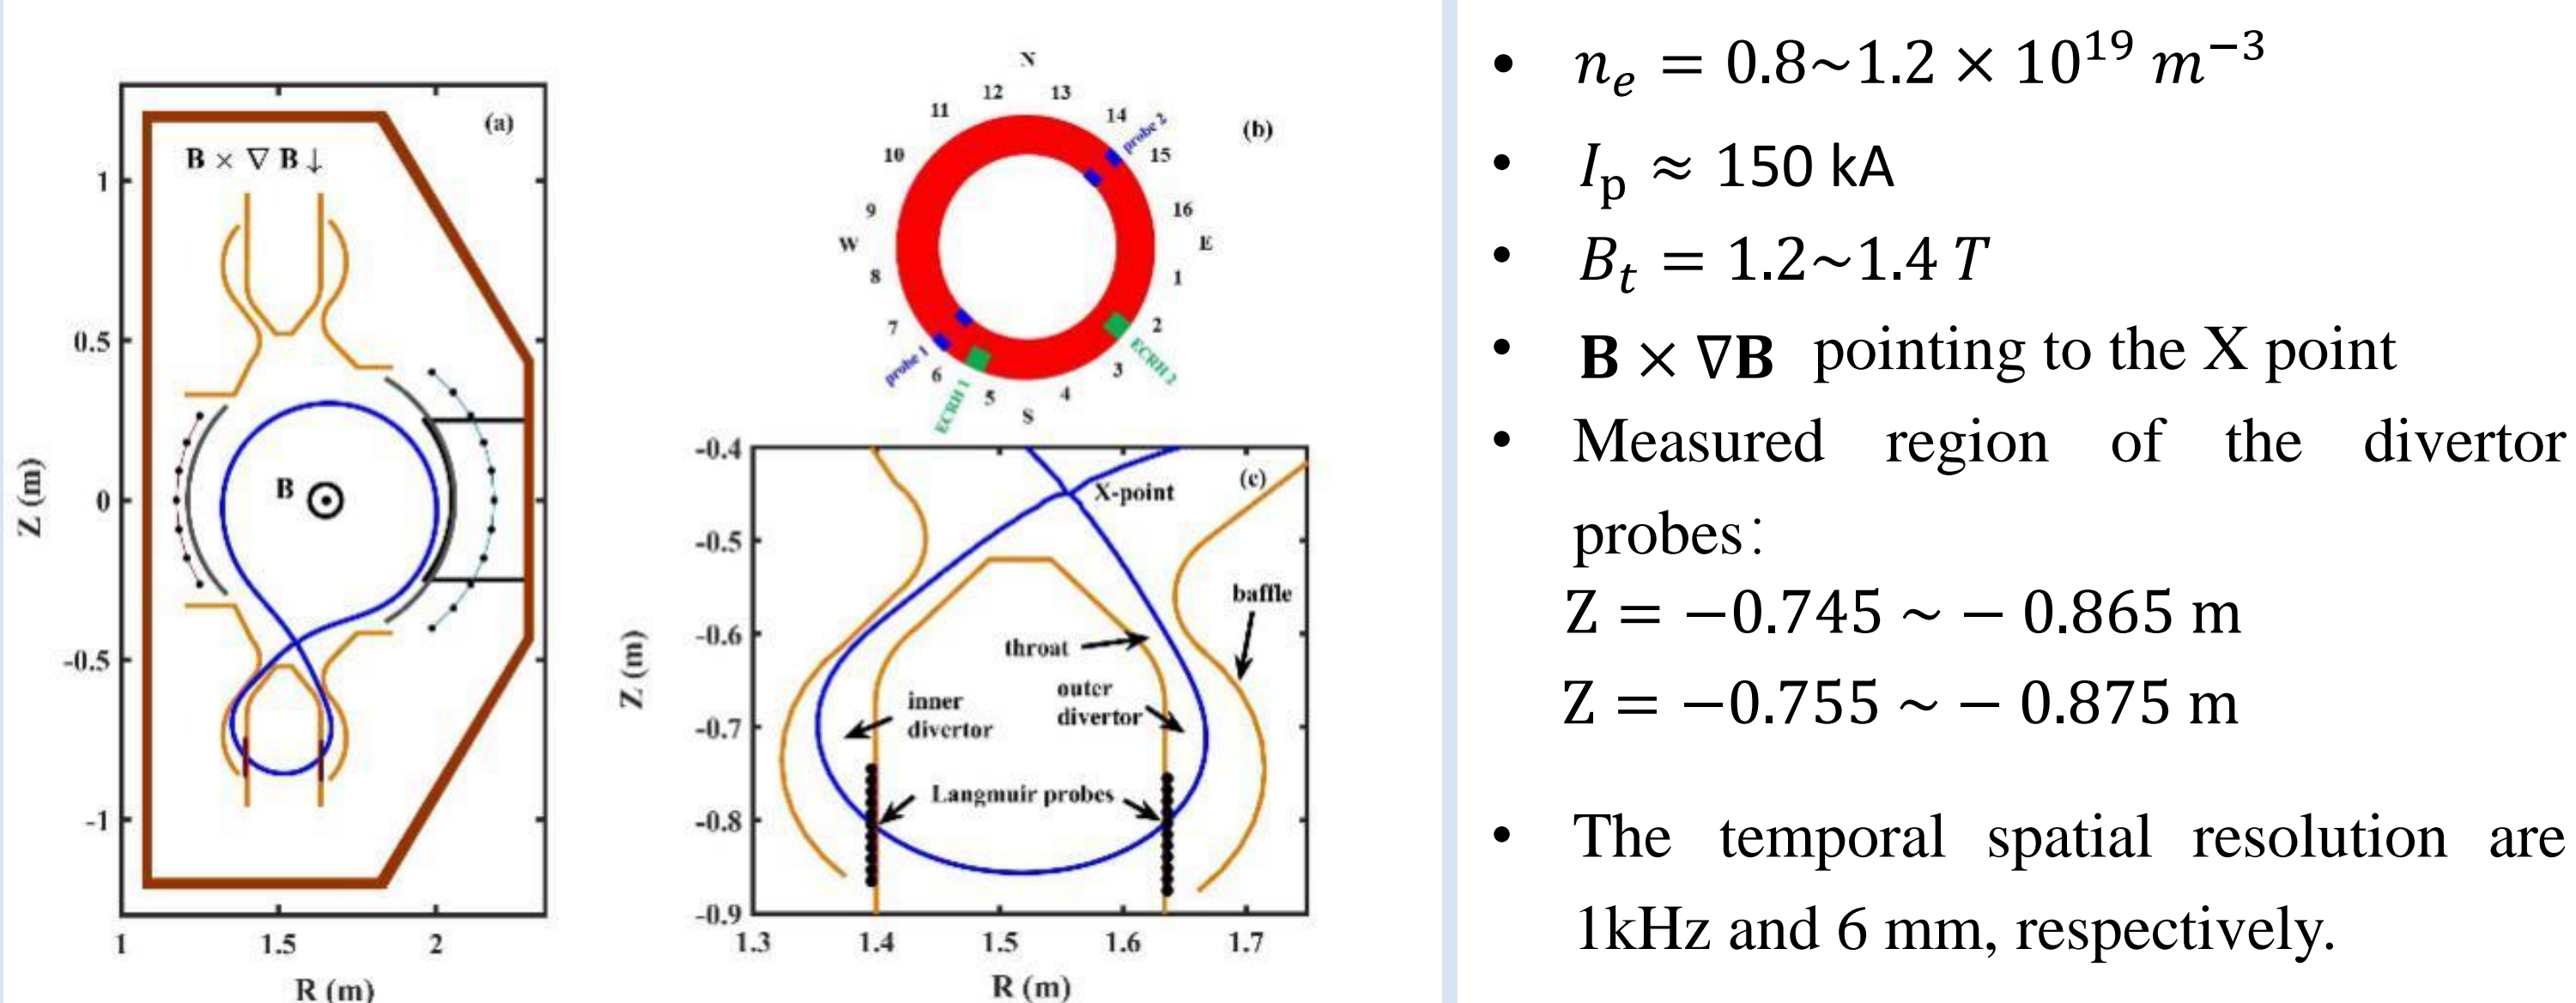 (a)
B × ∇ B ↓
B
1
0.5
0
-0.5
-1
Z (m)
1
1.5
2
R (m)
(b)
N
12
13
11
14
probe 2
15
10
9
16
W
E
8
1
7
2
probe 1
6
ECRH 1
5
S
4
3
ECRH 2
(c)
-0.4
-0.5
-0.6
-0.7
-0.8
-0.9
Z (m)
X-point
baffle
throat
inner
divertor
outer
divertor
Langmuir probes
1.3
1.4
1.5
1.6
1.7
R (m)
• nₑ = 0.8~1.2 × 10¹⁹ m⁻³
• Iₚ ≈ 150 kA
• Bₜ = 1.2~1.4 T
• B × ∇B pointing to the X point
• Measured region of the divertor
probes：
Z = −0.745 ~ − 0.865 m
Z = −0.755 ~ − 0.875 m
• The temporal spatial resolution are
1kHz and 6 mm, respectively.